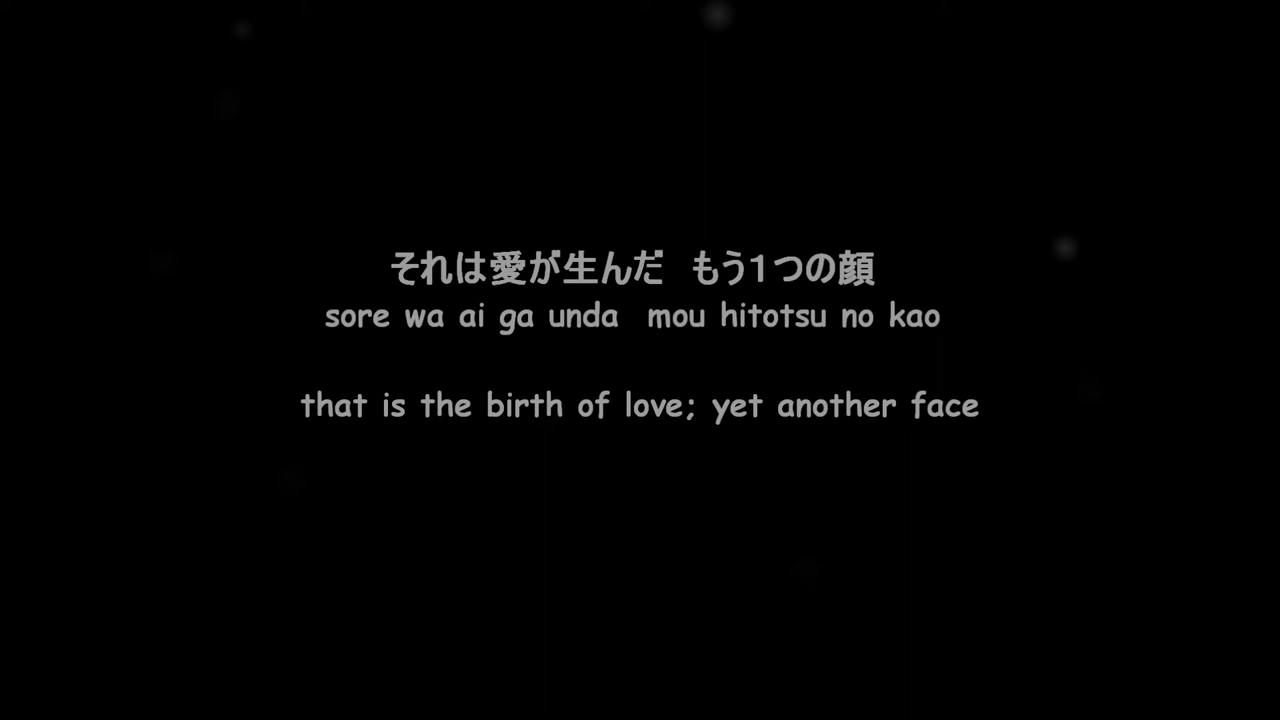 それは愛が生んだ　もう１つの顔
sore wa ai ga unda  mou hitotsu no kao
that is the birth of love; yet another face